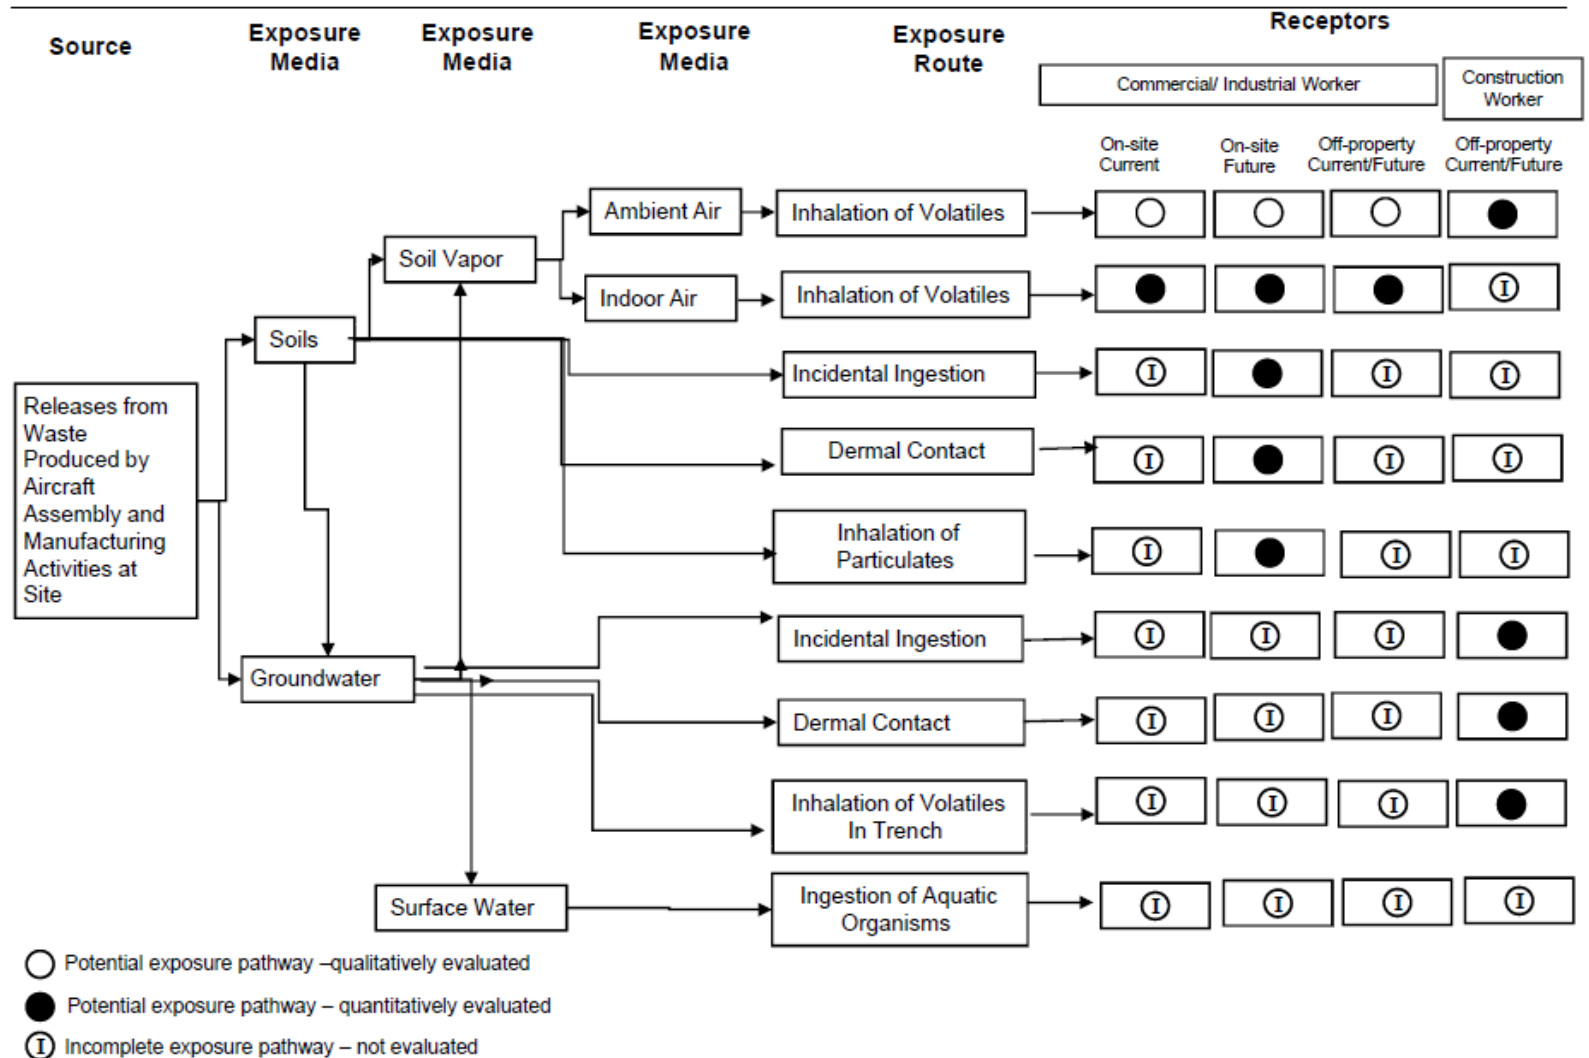 Source
Exposure
Media
Exposure
Media
Exposure
Media
Exposure
Route
Receptors
Commercial/ Industrial Worker
Construction
Worker
On-site
Current
On-site
Future
Off-property
Current/Future
Off-property
Current/Future
Ambient Air
Inhalation of Volatiles
Soil Vapor
Indoor Air
Inhalation of Volatiles
I
Soils
Incidental Ingestion
I
I
I
Releases from
Waste
Produced by
Aircraft
Assembly and
Manufacturing
Activities at
Site
Dermal Contact
I
I
I
Inhalation of
Particulates
I
I
I
Incidental Ingestion
I
I
I
Groundwater
Dermal Contact
I
I
I
Inhalation of Volatiles
In Trench
I
I
I
Surface Water
Ingestion of Aquatic
Organisms
I
I
I
I
Potential exposure pathway –qualitatively evaluated
Potential exposure pathway – quantitatively evaluated
I Incomplete exposure pathway – not evaluated